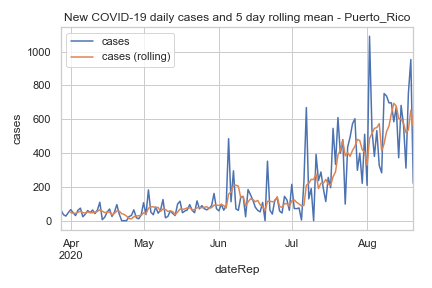 New COVID-19 daily cases and 5 day rolling mean - Puerto_Rico
cases
cases (rolling)
1000
800
600
400
200
0
cases
Apr
2020
May
Jun
Jul
Aug
dateRep